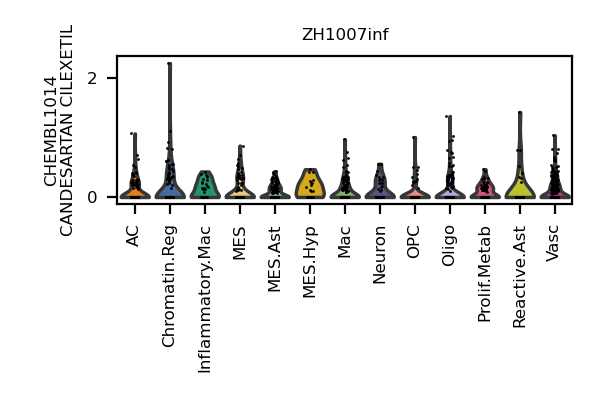 ZH1007inf
CHEMBL1014
CANDESARTAN CILEXETIL
2
0
AC
Chromatin.Reg
Inflammatory.Mac
MES
MES.Ast
MES.Hyp
Mac
Neuron
OPC
Oligo
Prolif.Metab
Reactive.Ast
Vasc